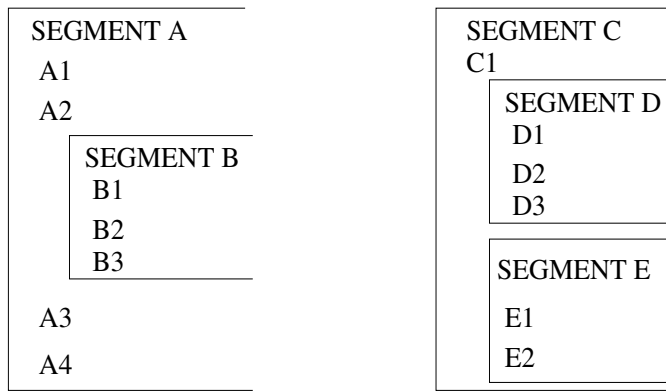 SEGMENT A
A1
A2
SEGMENT B
B1
B2
B3
A3
A4
SEGMENT C
C1
SEGMENT D
D1
D2
D3
SEGMENT E
E1
E2